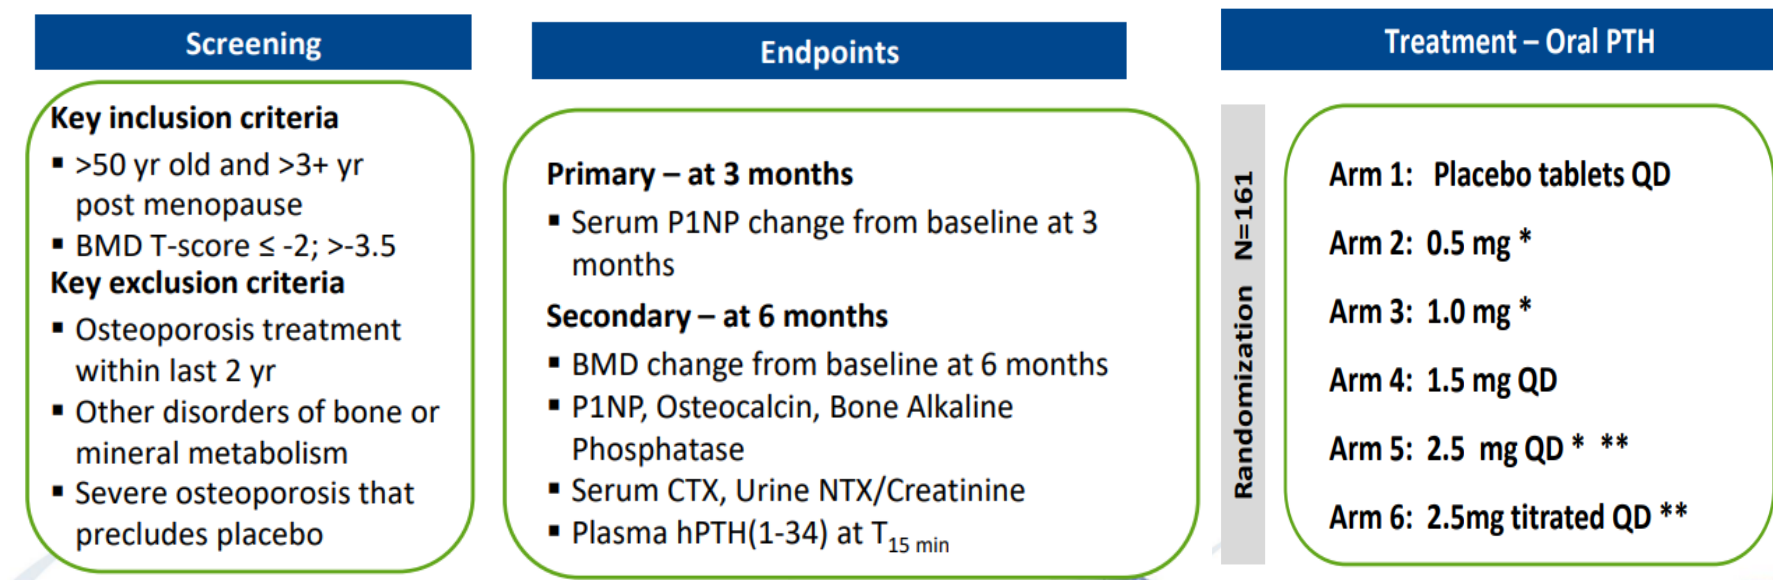 Screening
Key inclusion criteria
▪ >50 yr old and >3+ yr
post menopause
▪ BMD T-score ≤ -2; >-3.5
Key exclusion criteria
▪ Osteoporosis treatment
within last 2 yr
▪ Other disorders of bone or
mineral metabolism
▪ Severe osteoporosis that
precludes placebo
Endpoints
Primary – at 3 months
▪ Serum P1NP change from baseline at 3
months
Secondary – at 6 months
▪ BMD change from baseline at 6 months
▪ P1NP, Osteocalcin, Bone Alkaline
Phosphatase
▪ Serum CTX, Urine NTX/Creatinine
▪ Plasma hPTH(1-34) at T15 min
Treatment – Oral PTH
Randomization N=161
Arm 1: Placebo tablets QD
Arm 2: 0.5 mg *
Arm 3: 1.0 mg *
Arm 4: 1.5 mg QD
Arm 5: 2.5 mg QD * **
Arm 6: 2.5mg titrated QD **